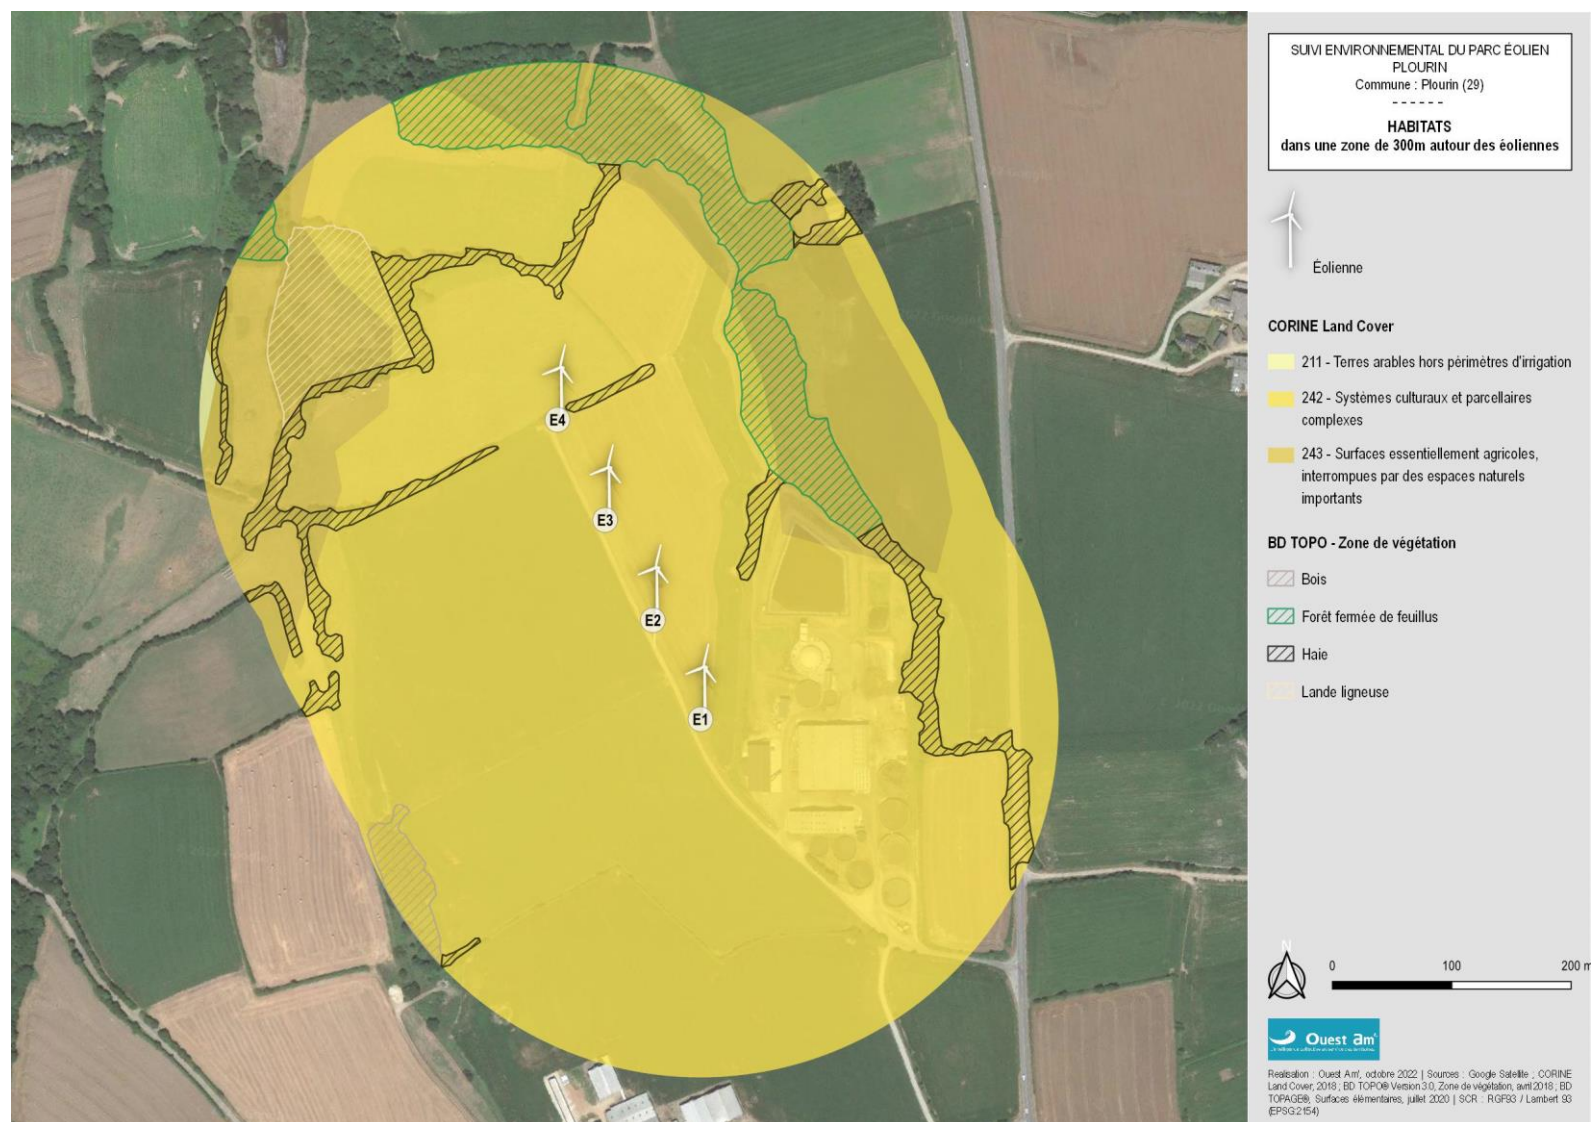 SUIVI ENVIRONNEMENTAL DU PARC ÉOLIEN
PLOURIN
Commune : Plourin (29)
- - - - - -
HABITATS
dans une zone de 300m autour des éoliennes
Éolienne
CORINE Land Cover
211 - Terres arables hors périmètres d'irrigation
242 - Systèmes culturaux et parcellaires
complexes
243 - Surfaces essentiellement agricoles,
interrompues par des espaces naturels
importants
BD TOPO - Zone de végétation
Bois
Forêt fermée de feuillus
Haie
Lande ligneuse
E4
E3
E2
E1
N
0 100 200 m
Ouest am'
Realisation : Ouest Am', octobre 2022 | Sources : Google Satellite ; CORINE
Land Cover, 2018 ; BD TOPO® Version 3.0, Zone de végétation, avril 2018 ; BD
TOPAGE®, Surfaces élémentaires, juillet 2020 | SCR : RGF93 / Lambert 93
(EPSG:2154)